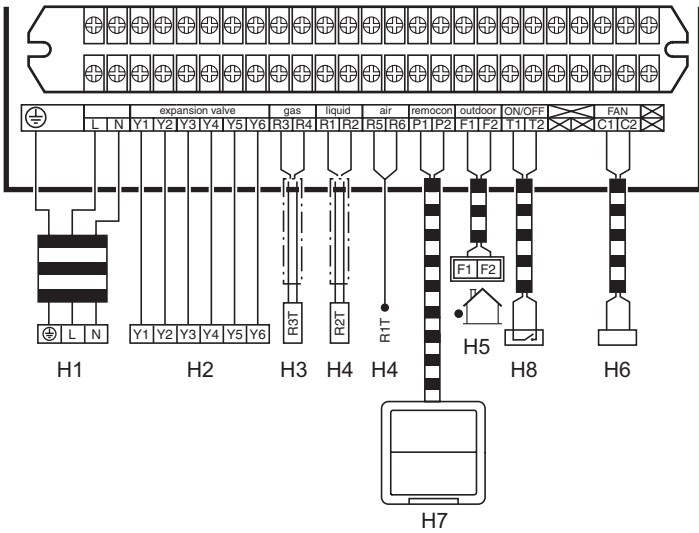 expansion valve gas liquid air remocon outdoor ON/OFF FAN
L N Y1 Y2 Y3 Y4 Y5 Y6 R3 R4 R1 R2 R5 R6 P1 P2 F1 F2 T1 T2 C1 C2
F1 F2
R3T R2T R1T
L N Y1 Y2 Y3 Y4 Y5 Y6
H5
H1 H2 H3 H4 H4 H8 H6
H7